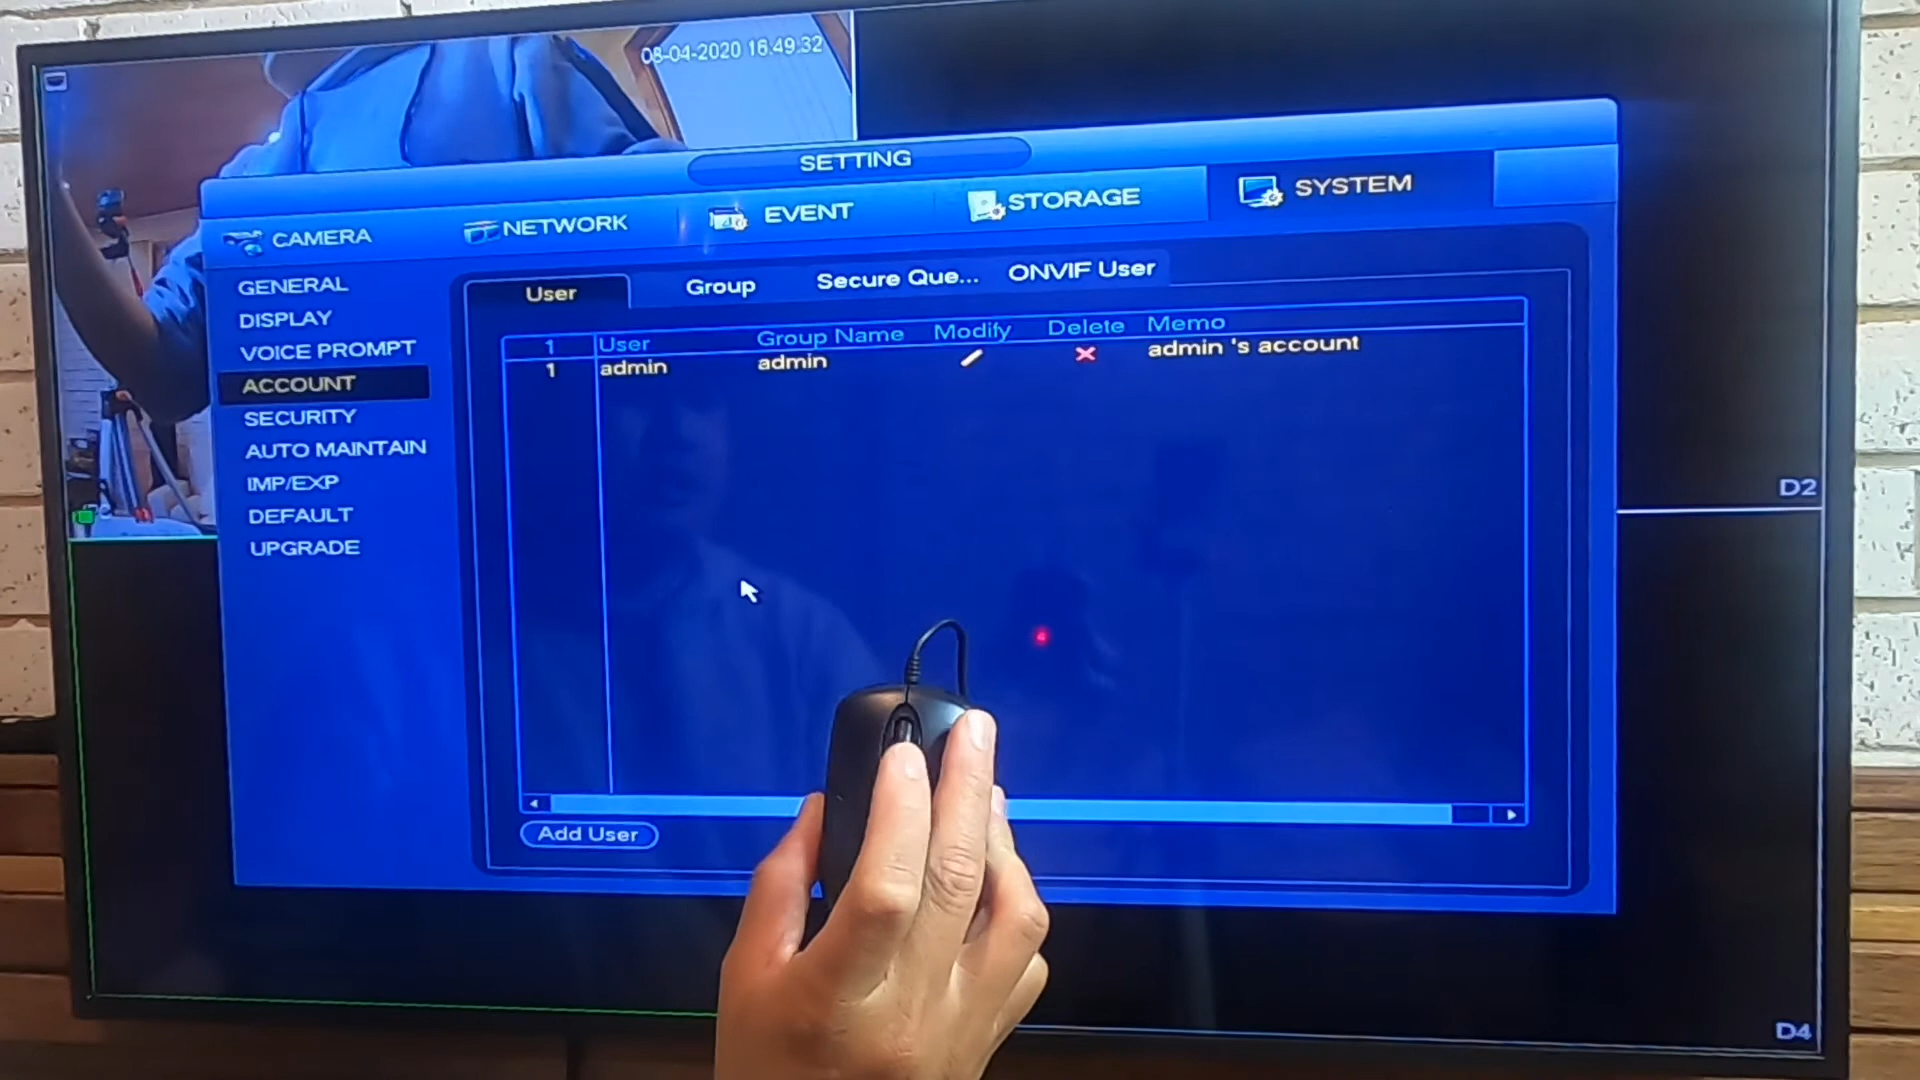 08-04-2020 16:49:32
SETTING
CAMERA NETWORK EVENT STORAGE SYSTEM
GENERAL
DISPLAY
VOICE PROMPT
ACCOUNT
SECURITY
AUTO MAINTAIN
IMP/EXP
DEFAULT
UPGRADE
User Group Secure Que... ONVIF User
1 User Group Name Modify Delete Memo
1 admin admin admin 's account
Add User
D2
D4